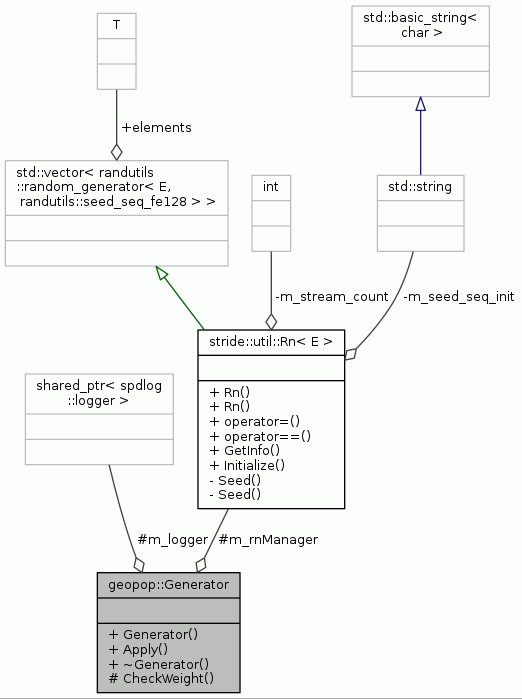 T
std::basic_string<
char >
+elements
std::vector< randutils
::random_generator< E,
randutils::seed_seq_fe128 > >
int
std::string
-m_stream_count
-m_seed_seq_init
stride::util::Rn< E >
+ Rn()
+ Rn()
+ operator=()
+ operator==()
+ GetInfo()
+ Initialize()
- Seed()
- Seed()
shared_ptr< spdlog
::logger >
#m_logger
#m_rnManager
geopop::Generator
+ Generator()
+ Apply()
+ ~Generator()
# CheckWeight()